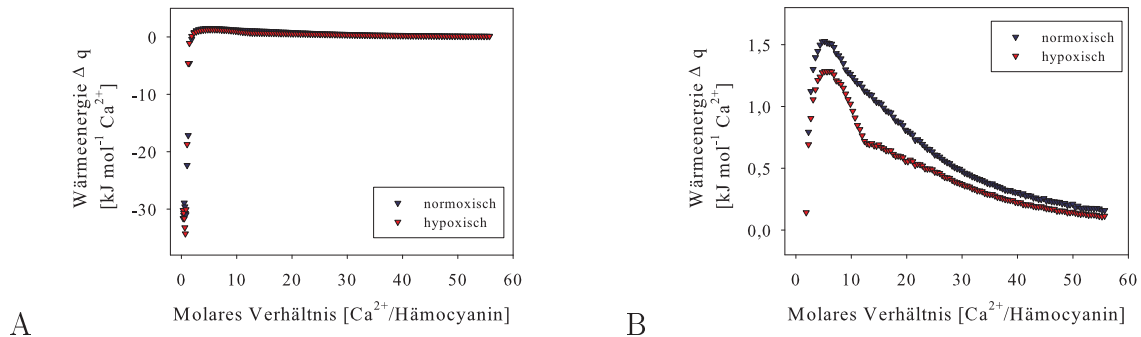 Wärmeenergie Δ q
[kJ mol⁻¹ Ca²⁺]
0
-10
-20
-30
normoxisch
hypoxisch
0 10 20 30 40 50 60
Molares Verhältnis [Ca²⁺/Hämocyanin]
A
Wärmeenergie Δ q
[kJ mol⁻¹ Ca²⁺]
1,5
1,0
0,5
0,0
normoxisch
hypoxisch
0 10 20 30 40 50 60
Molares Verhältnis [Ca²⁺/Hämocyanin]
B